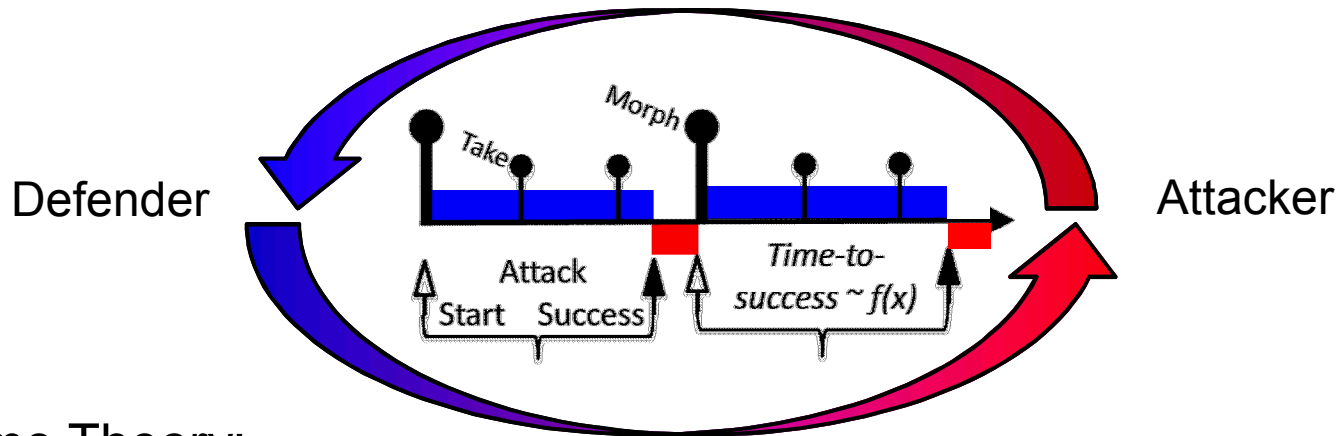 Morph
Take
Defender
Attacker
Attack
Start Success
Time-to-
success ~ f(x)